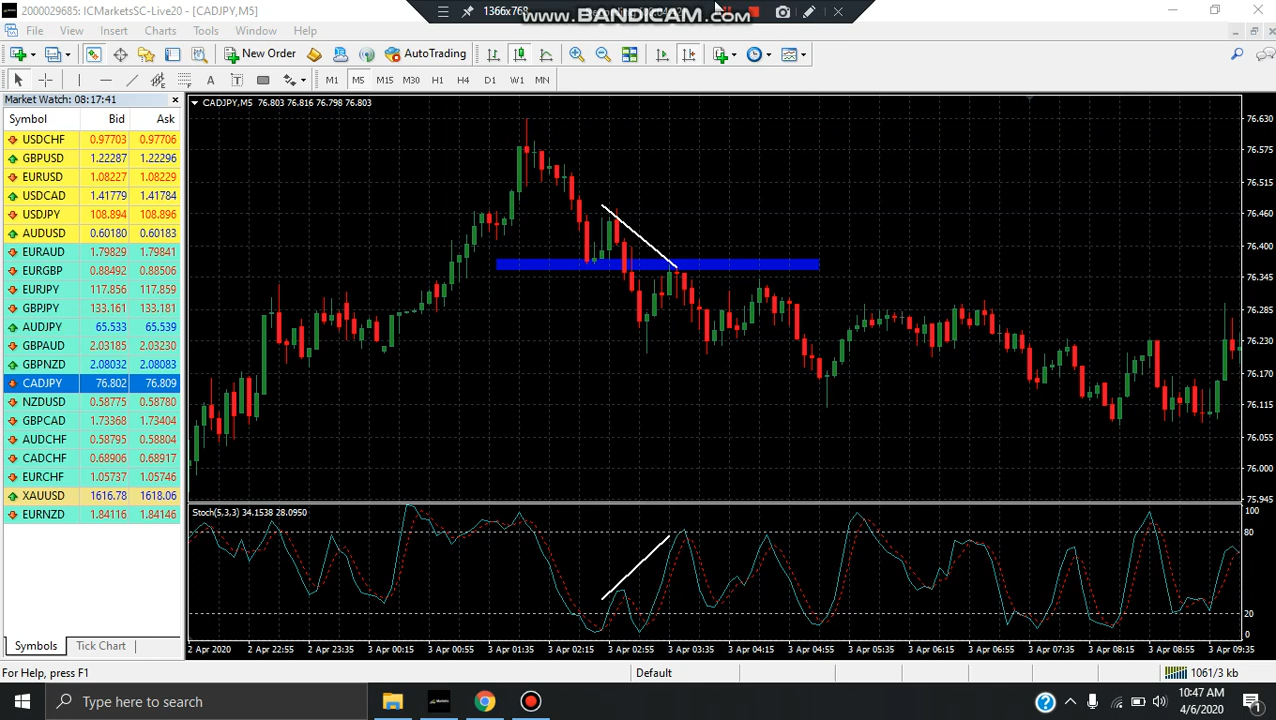 2000029685: ICMarketsSC-Live20 - [CADJPY,M5]
1366x768
www.BANDICAM.com
File View Insert Charts Tools Window Help
New Order AutoTrading
A T M1 M5 M15 M30 H1 H4 D1 W1 MN
Market Watch: 08:17:41
Symbol Bid Ask
USDCHF 0.97703 0.97706
GBPUSD 1.22287 1.22296
EURUSD 1.08227 1.08229
USDCAD 1.41779 1.41784
USDJPY 108.894 108.896
AUDUSD 0.60180 0.60183
EURAUD 1.79829 1.79841
EURGBP 0.88492 0.88506
EURJPY 117.856 117.859
GBPJPY 133.161 133.181
AUDJPY 65.533 65.539
GBPAUD 2.03185 2.03230
GBPNZD 2.08032 2.08083
CADJPY 76.802 76.809
NZDUSD 0.58775 0.58780
GBPCAD 1.73368 1.73404
AUDCHF 0.58795 0.58804
CADCHF 0.68906 0.68917
EURCHF 1.05737 1.05746
XAUUSD 1616.78 1618.06
EURNZD 1.84116 1.84146
Symbols Tick Chart
CADJPY,M5 76.803 76.816 76.798 76.803
76.630
76.575
76.515
76.460
76.400
76.345
76.285
76.230
76.170
76.115
76.055
76.000
75.945
Stoch(5,3,3) 34.1538 28.0950
100
80
20
0
2 Apr 2020 2 Apr 22:55 2 Apr 23:35 3 Apr 00:15 3 Apr 00:55 3 Apr 01:35 3 Apr 02:15 3 Apr 02:55 3 Apr 03:35 3 Apr 04:15 3 Apr 04:55 3 Apr 05:35 3 Apr 06:15 3 Apr 06:55 3 Apr 07:35 3 Apr 08:15 3 Apr 08:55 3 Apr 09:35
For Help, press F1
Default
1061/3 kb
Type here to search
10:47 AM
4/6/2020